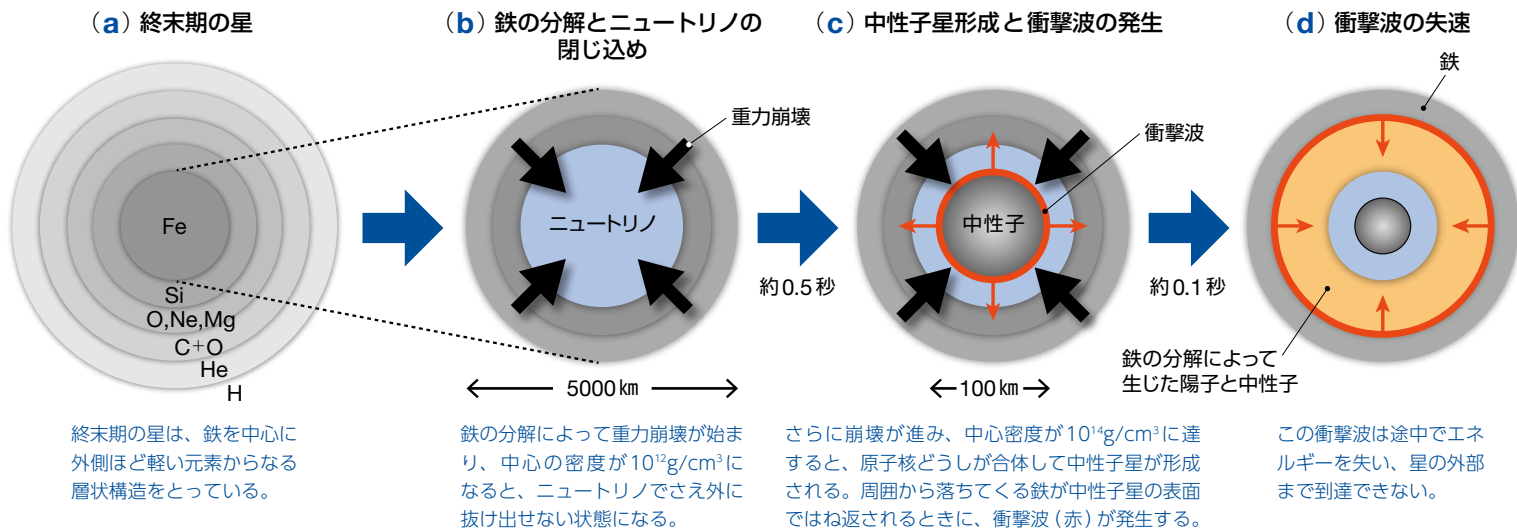 （a）終末期の星
Fe
Si
O,Ne,Mg
C+O
He
H
終末期の星は、鉄を中心に
外側ほど軽い元素からなる
層状構造をとっている。
（b）鉄の分解とニュートリノの
閉じ込め
重力崩壊
ニュートリノ
5000km
鉄の分解によって重力崩壊が始ま
り、中心の密度が10¹²g/cm³に
なると、ニュートリノでさえ外に
抜け出せない状態になる。
約0.5秒
（c）中性子星形成と衝撃波の発生
衝撃波
中性子
100km
さらに崩壊が進み、中心密度が10¹⁴g/cm³に達
すると、原子核どうしが合体して中性子星が形成
される。周囲から落ちてくる鉄が中性子星の表面
ではね返されるときに、衝撃波（赤）が発生する。
約0.1秒
（d）衝撃波の失速
鉄
鉄の分解によって
生じた陽子と中性子
この衝撃波は途中でエネ
ルギーを失い、星の外部
まで到達できない。